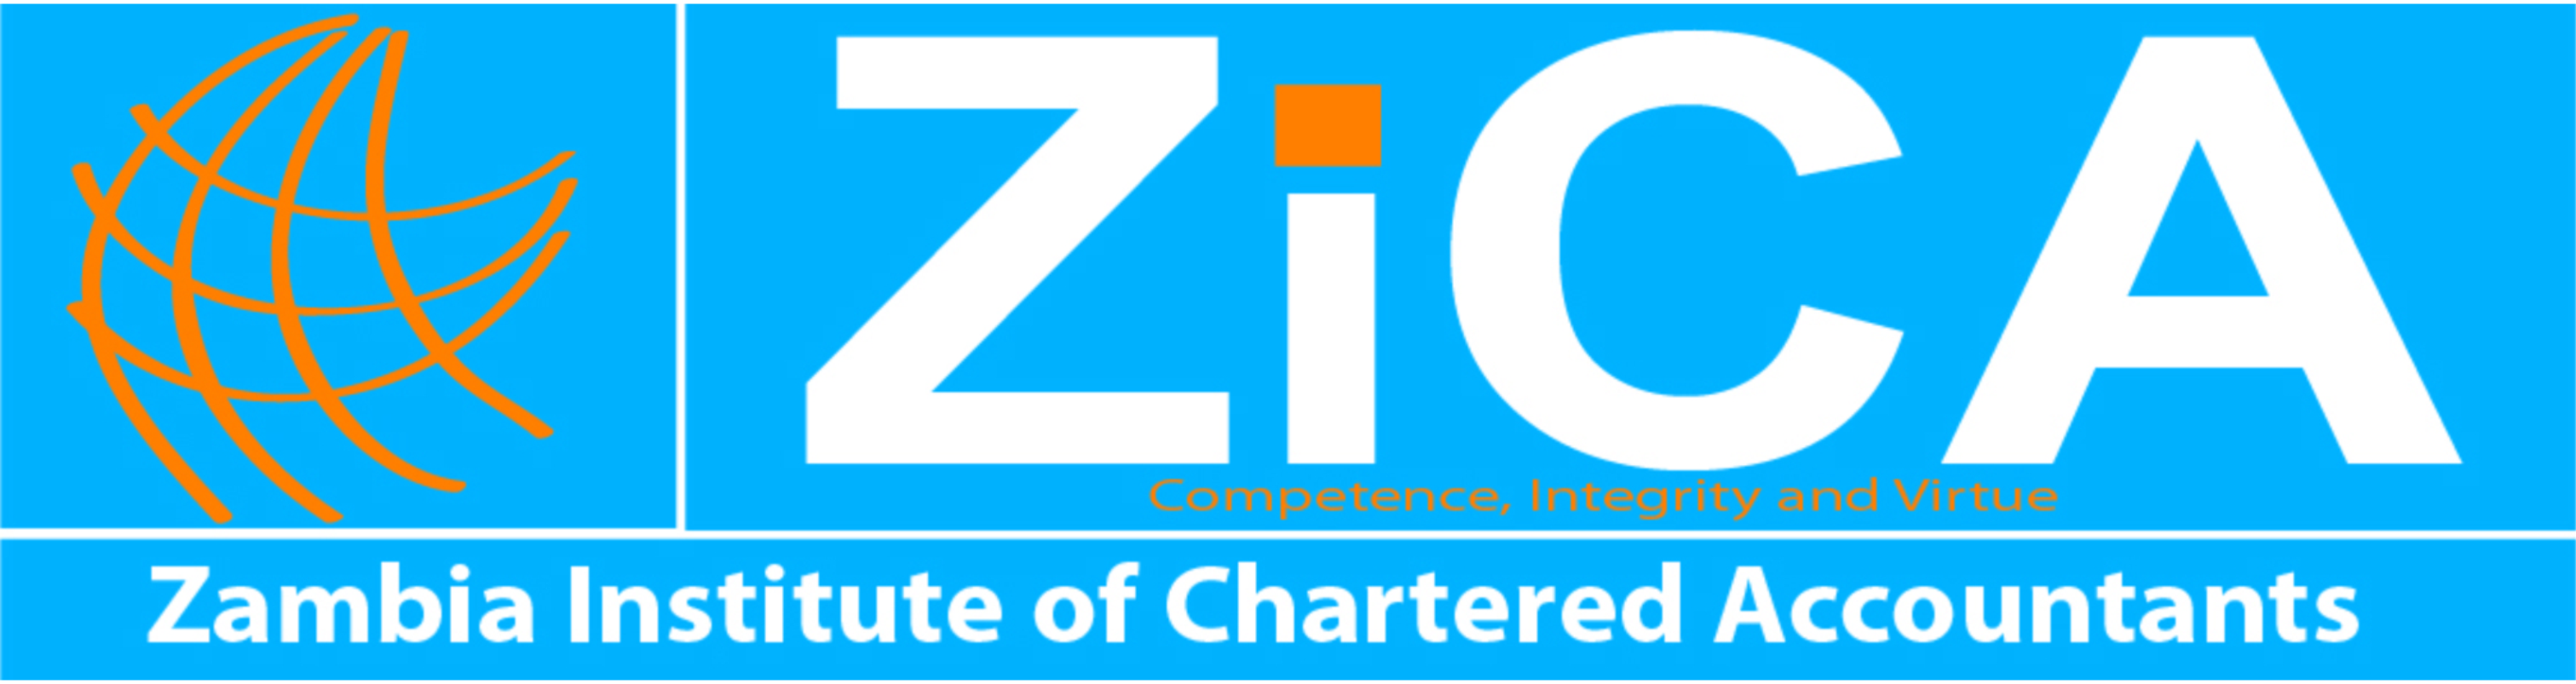 ZiCA
Competence, Integrity and Virtue
Zambia Institute of Chartered Accountants